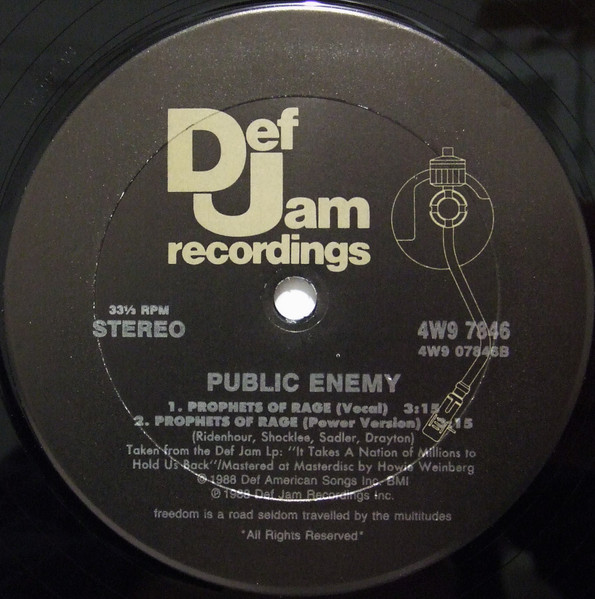 Def
Jam
recordings
33⅓ RPM
STEREO
4W9 7846
4W9 07846B
PUBLIC ENEMY
1. PROPHETS OF RAGE (Vocal) 3:15
2. PROPHETS OF RAGE (Power Version) 3:15
(Ridenhour, Shocklee, Sadler, Drayton)
Taken from the Def Jam Lp: "It Takes A Nation of Millions to
Hold Us Back"/Mastered at Masterdisc by Howie Weinberg
© 1988 Def American Songs Inc. BMI
℗ 1988 Def Jam Recordings Inc.
freedom is a road seldom travelled by the multitudes
"All Rights Reserved"